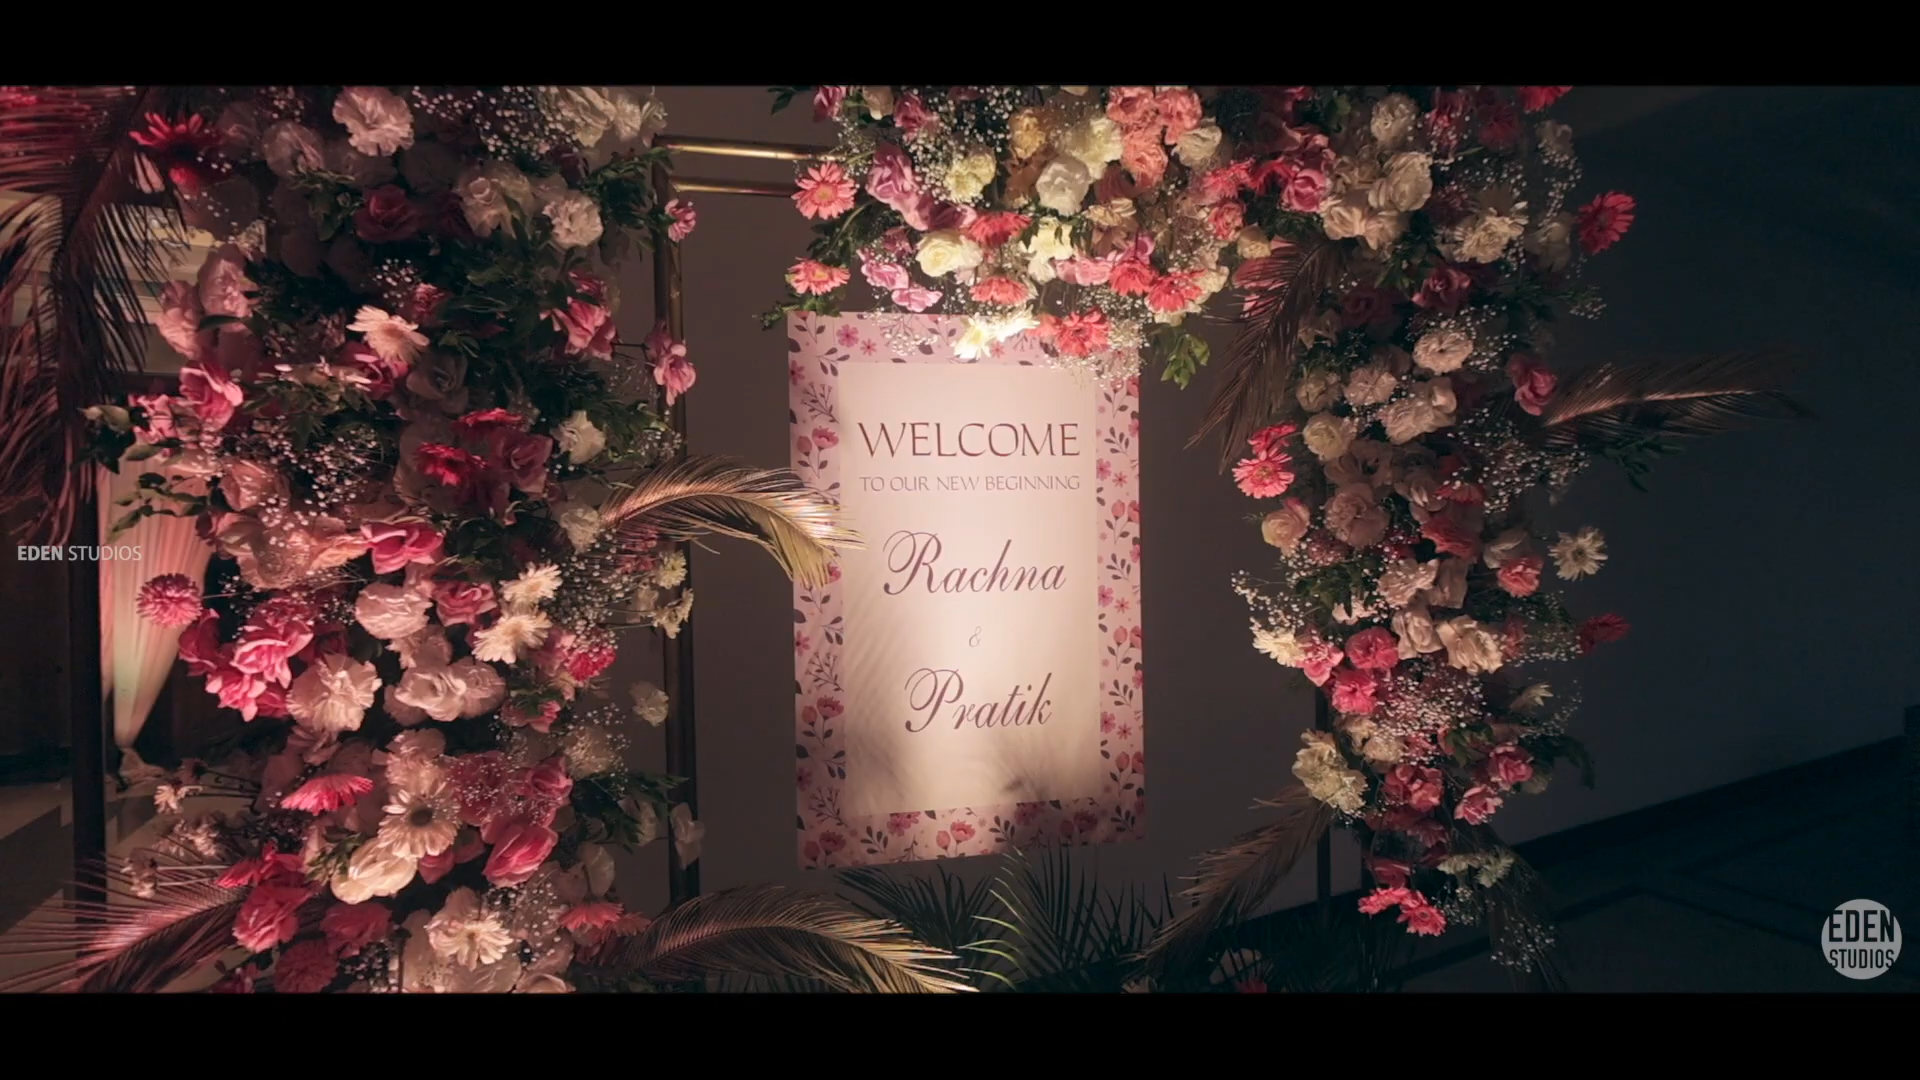 WELCOME
TO OUR NEW BEGINNING
Rachna
&
Pratik
EDEN STUDIOS
EDEN
STUDIOS